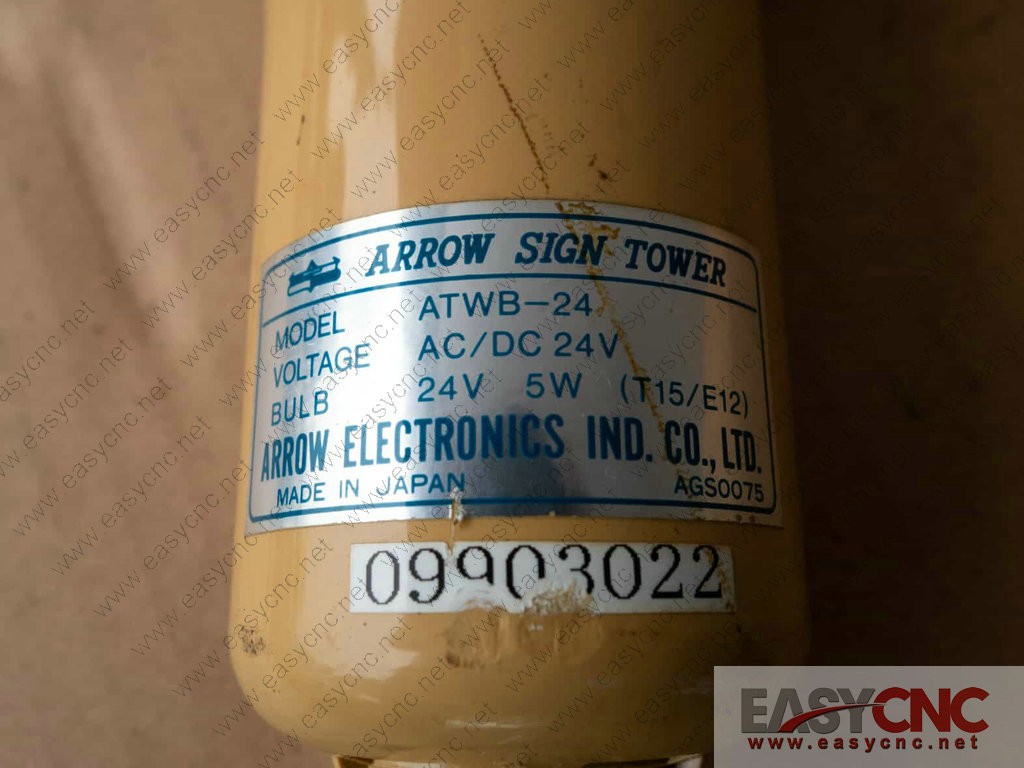 ARROW SIGN TOWER
MODEL ATWB-24
VOLTAGE AC/DC 24V
BULB 24V 5W (T15/E12)
ARROW ELECTRONICS IND. CO., LTD.
MADE IN JAPAN AGS0075
09903022
EASYCNC
www.easycnc.net